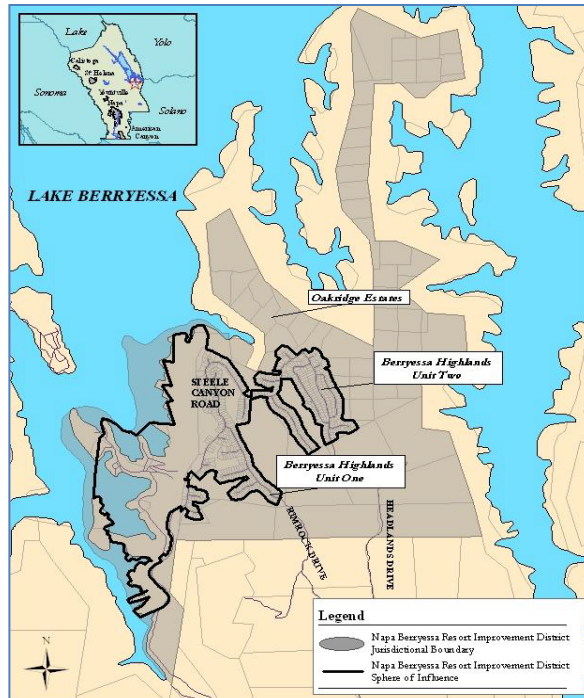 Lake
Yolo
Calistoga
St Helena
Sonoma
Yountville
Napa
Solano
American
Canyon
LAKE BERRYESSA
Oakridge Estates
Berryessa Highlands
Unit Two
STEELE
CANYON
ROAD
Berryessa Highlands
Unit One
RIMROCK DRIVE
HEADLANDS DRIVE
N
Legend
Napa Berryessa Resort Improvement District
Jurisdictional Boundary
Napa Berryessa Resort Improvement District
Sphere of Influence